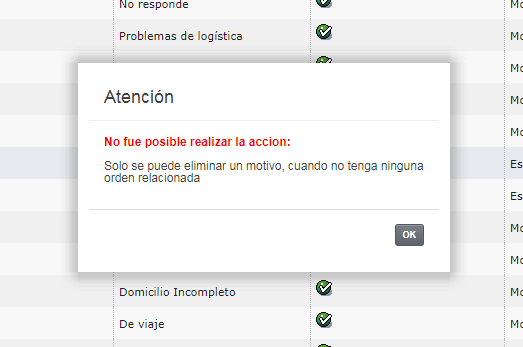 No responde
Problemas de logística
Mo
Mo
Atención
Mo
No fue posible realizar la accion:
Mo
Solo se puede eliminar un motivo, cuando no tenga ninguna
orden relacionada
Es
Es
OK
Mo
Mo
Domicilio Incompleto
Mo
De viaje
Mo